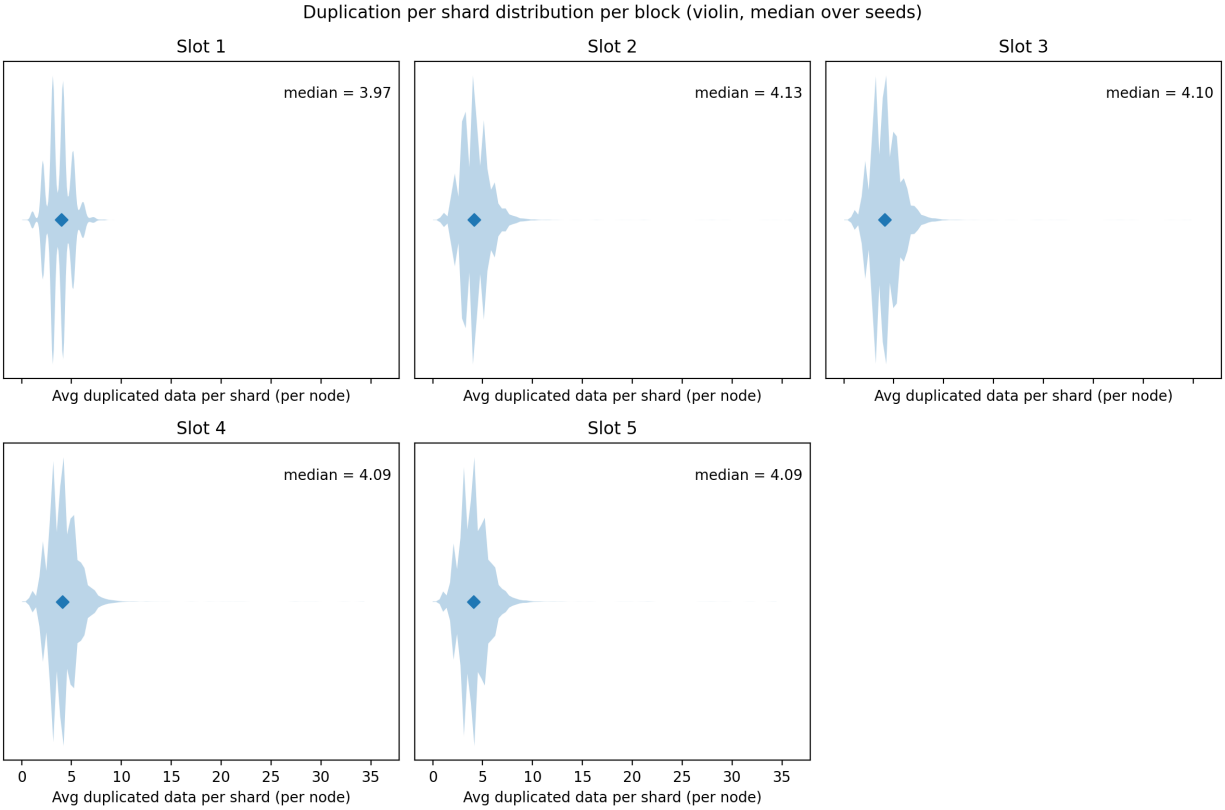 Duplication per shard distribution per block (violin, median over seeds)
Slot 1
median = 3.97
Avg duplicated data per shard (per node)
Slot 2
median = 4.13
Avg duplicated data per shard (per node)
Slot 3
median = 4.10
Avg duplicated data per shard (per node)
Slot 4
median = 4.09
0 5 10 15 20 25 30 35
Avg duplicated data per shard (per node)
Slot 5
median = 4.09
0 5 10 15 20 25 30 35
Avg duplicated data per shard (per node)